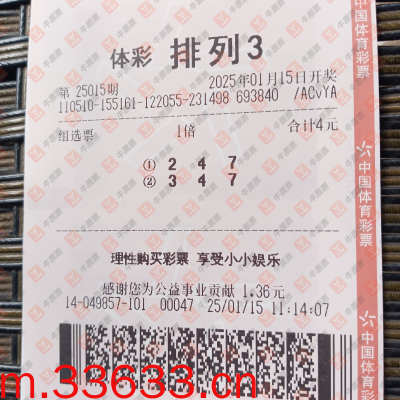 体彩 排列3
第 25015期 2025年01月15日开奖
110510-155161-122055-231498 693840 /ACvYA
组选票 1倍 合计4元
① 2 4 7
② 3 4 7
理性购买彩票 享受小小娱乐
感谢您为公益事业贡献 1.36元
14-049857-101 00047 25/01/15 11:14:07
中国体育彩票
中国体育彩票
中国体育彩票
m.33633.cn